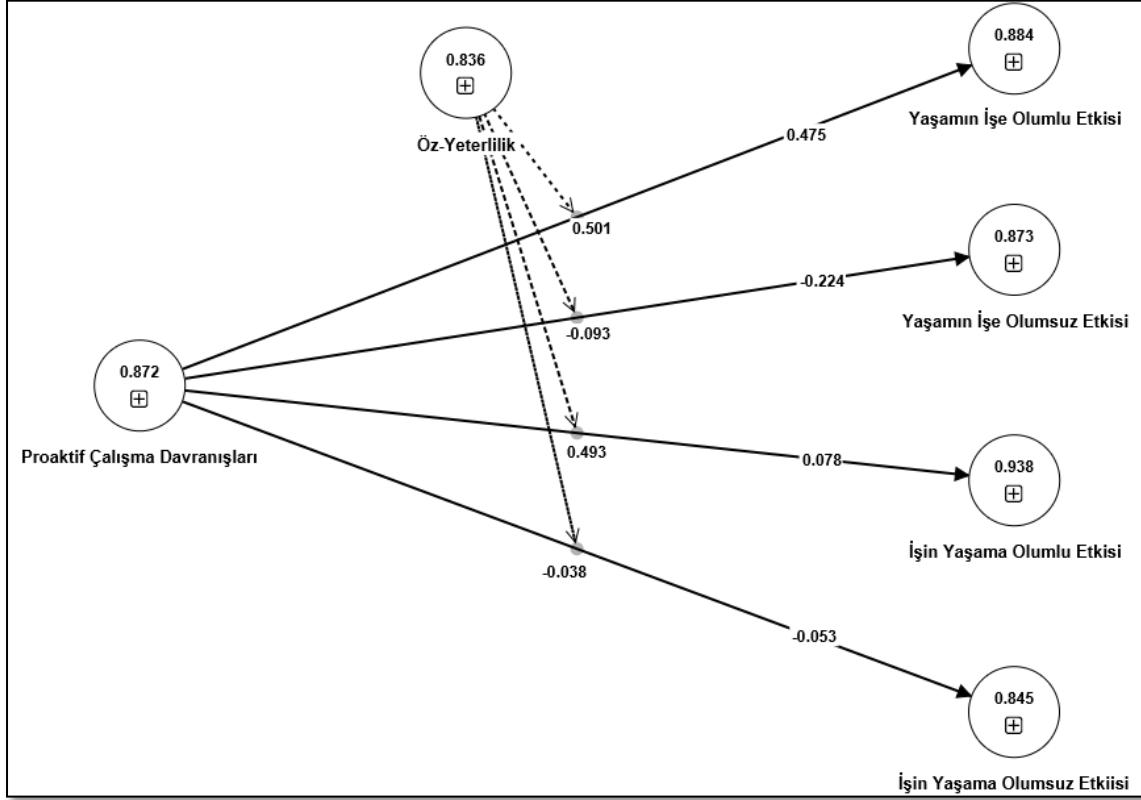 0.884
Yaşamın İşe Olumlu Etkisi
0.836
Öz-Yeterlilik
0.475
0.501
0.873
Yaşamın İşe Olumsuz Etkisi
-0.224
-0.093
0.872
Proaktif Çalışma Davranışları
0.493
0.078
0.938
İşin Yaşama Olumlu Etkisi
-0.038
-0.053
0.845
İşin Yaşama Olumsuz Etkiisi